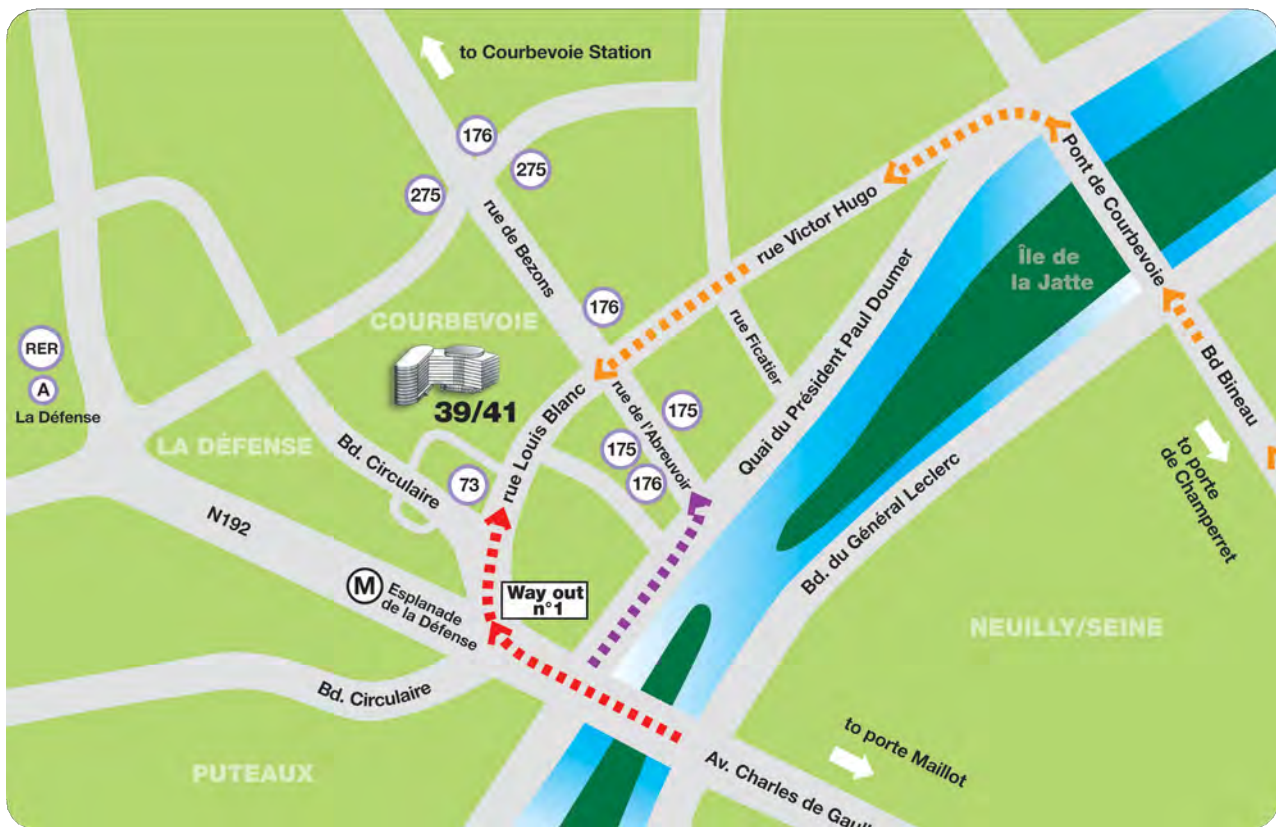 to Courbevoie Station
176
275
275
rue de Bezons
Pont de Courbevoie
rue Victor Hugo
Île de
la Jatte
Quai du Président Paul Doumer
176
COURBEVOIE
rue Ficatier
RER
A
La Défense
39/41
Bd Bineau
to porte
de Champerret
LA DÉFENSE
Bd. Circulaire
rue Louis Blanc
rue de l'Abreuvoir
175
175
176
73
N192
Bd. du Général Leclerc
M
Esplanade
de la Défense
Way out
n°1
NEUILLY/SEINE
Bd. Circulaire
PUTEAUX
to porte Maillot
Av. Charles de Gaull